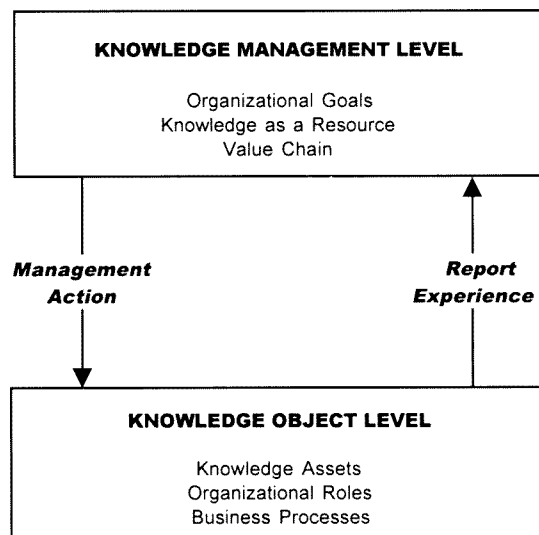 KNOWLEDGE MANAGEMENT LEVEL
Organizational Goals
Knowledge as a Resource
Value Chain
Management
Action
Report
Experience
KNOWLEDGE OBJECT LEVEL
Knowledge Assets
Organizational Roles
Business Processes